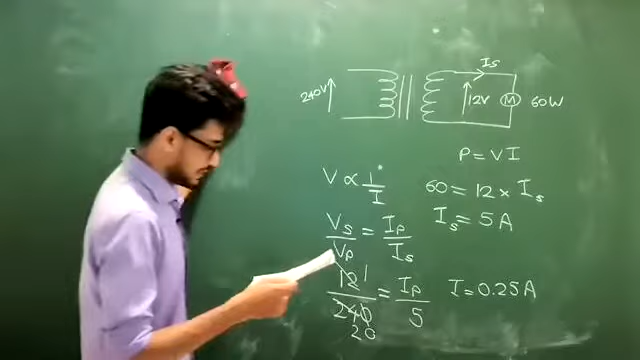 Is
240V 12V M 60W
P=VI
V ∝ 1/I
60=12×Is
Vs/Vp = Ip/Is
Is=5A
12 1/240 20 = Ip/5
I=0.25A